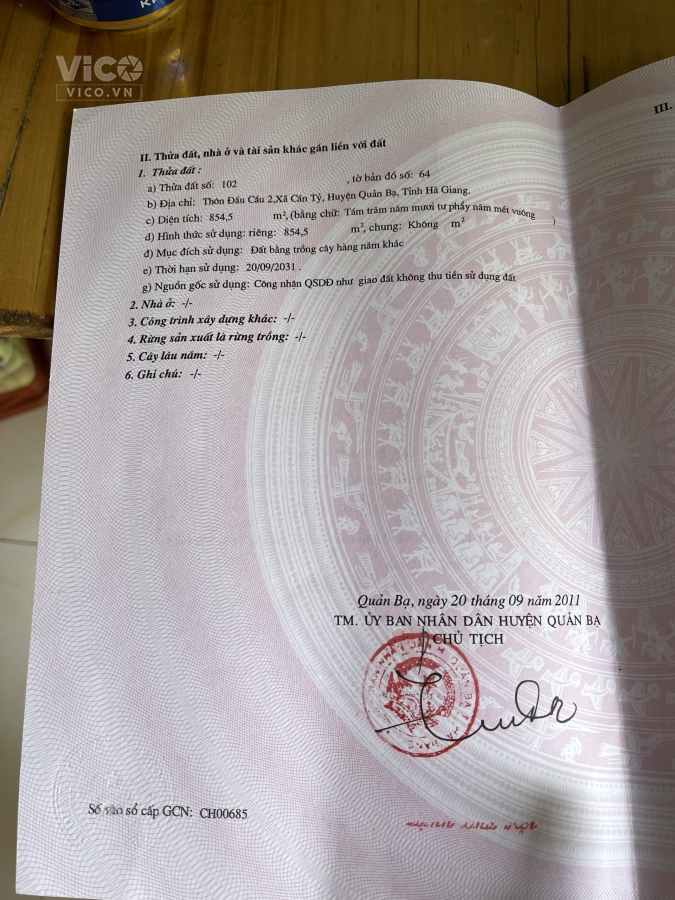 VICO
VICO.VN
III.
II. Thửa đất, nhà ở và tài sản khác gắn liền với đất
1. Thửa đất :
a) Thửa đất số: 102 , tờ bản đồ số: 64
b) Địa chỉ: Thôn Đầu Cầu 2,Xã Cán Tỷ, Huyện Quản Bạ, Tỉnh Hà Giang.
c) Diện tích: 854,5 m², (bằng chữ: Tám trăm năm mươi tư phẩy năm mét vuông )
d) Hình thức sử dụng: riêng: 854,5 m², chung: Không m²
đ) Mục đích sử dụng: Đất bằng trồng cây hàng năm khác
e) Thời hạn sử dụng: 20/09/2031 .
g) Nguồn gốc sử dụng: Công nhận QSDĐ như giao đất không thu tiền sử dụng đất
2. Nhà ở: -/-
3. Công trình xây dựng khác: -/-
4. Rừng sản xuất là rừng trồng: -/-
5. Cây lâu năm: -/-
6. Ghi chú: -/-
Quản Bạ, ngày 20 tháng 09 năm 2011
TM. ỦY BAN NHÂN DÂN HUYỆN QUẢN BẠ
CHỦ TỊCH
Số vào sổ cấp GCN: CH00685